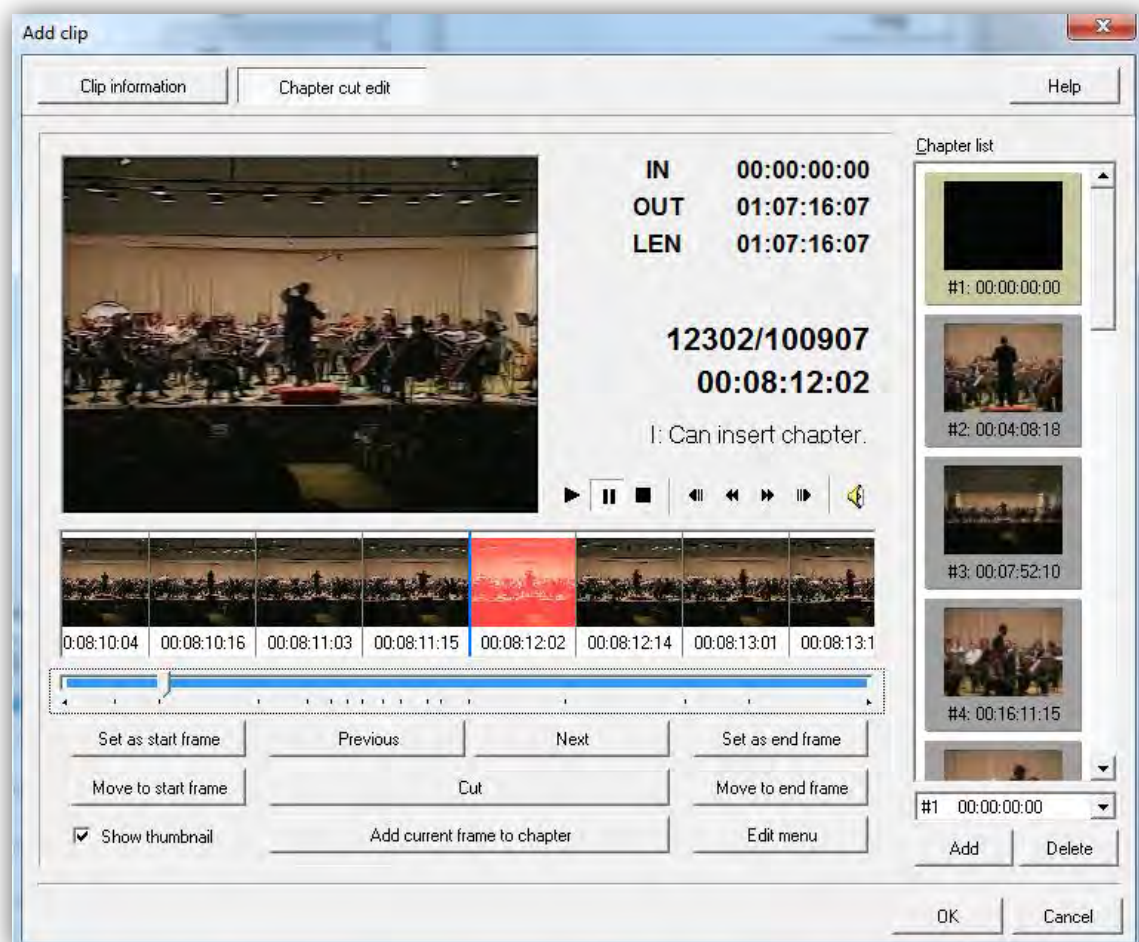 Add clip
Clip information
Chapter cut edit
Help
IN 00:00:00:00
OUT 01:07:16:07
LEN 01:07:16:07
12302/100907
00:08:12:02
I: Can insert chapter.
0:08:10:04 00:08:10:16 00:08:11:03 00:08:11:15 00:08:12:02 00:08:12:14 00:08:13:01 00:08:13:1
Set as start frame
Previous
Next
Set as end frame
Move to start frame
Cut
Move to end frame
Show thumbnail
Add current frame to chapter
Edit menu
Chapter list
#1: 00:00:00:00
#2: 00:04:08:18
#3: 00:07:52:10
#4: 00:16:11:15
#1 00:00:00:00
Add
Delete
OK
Cancel